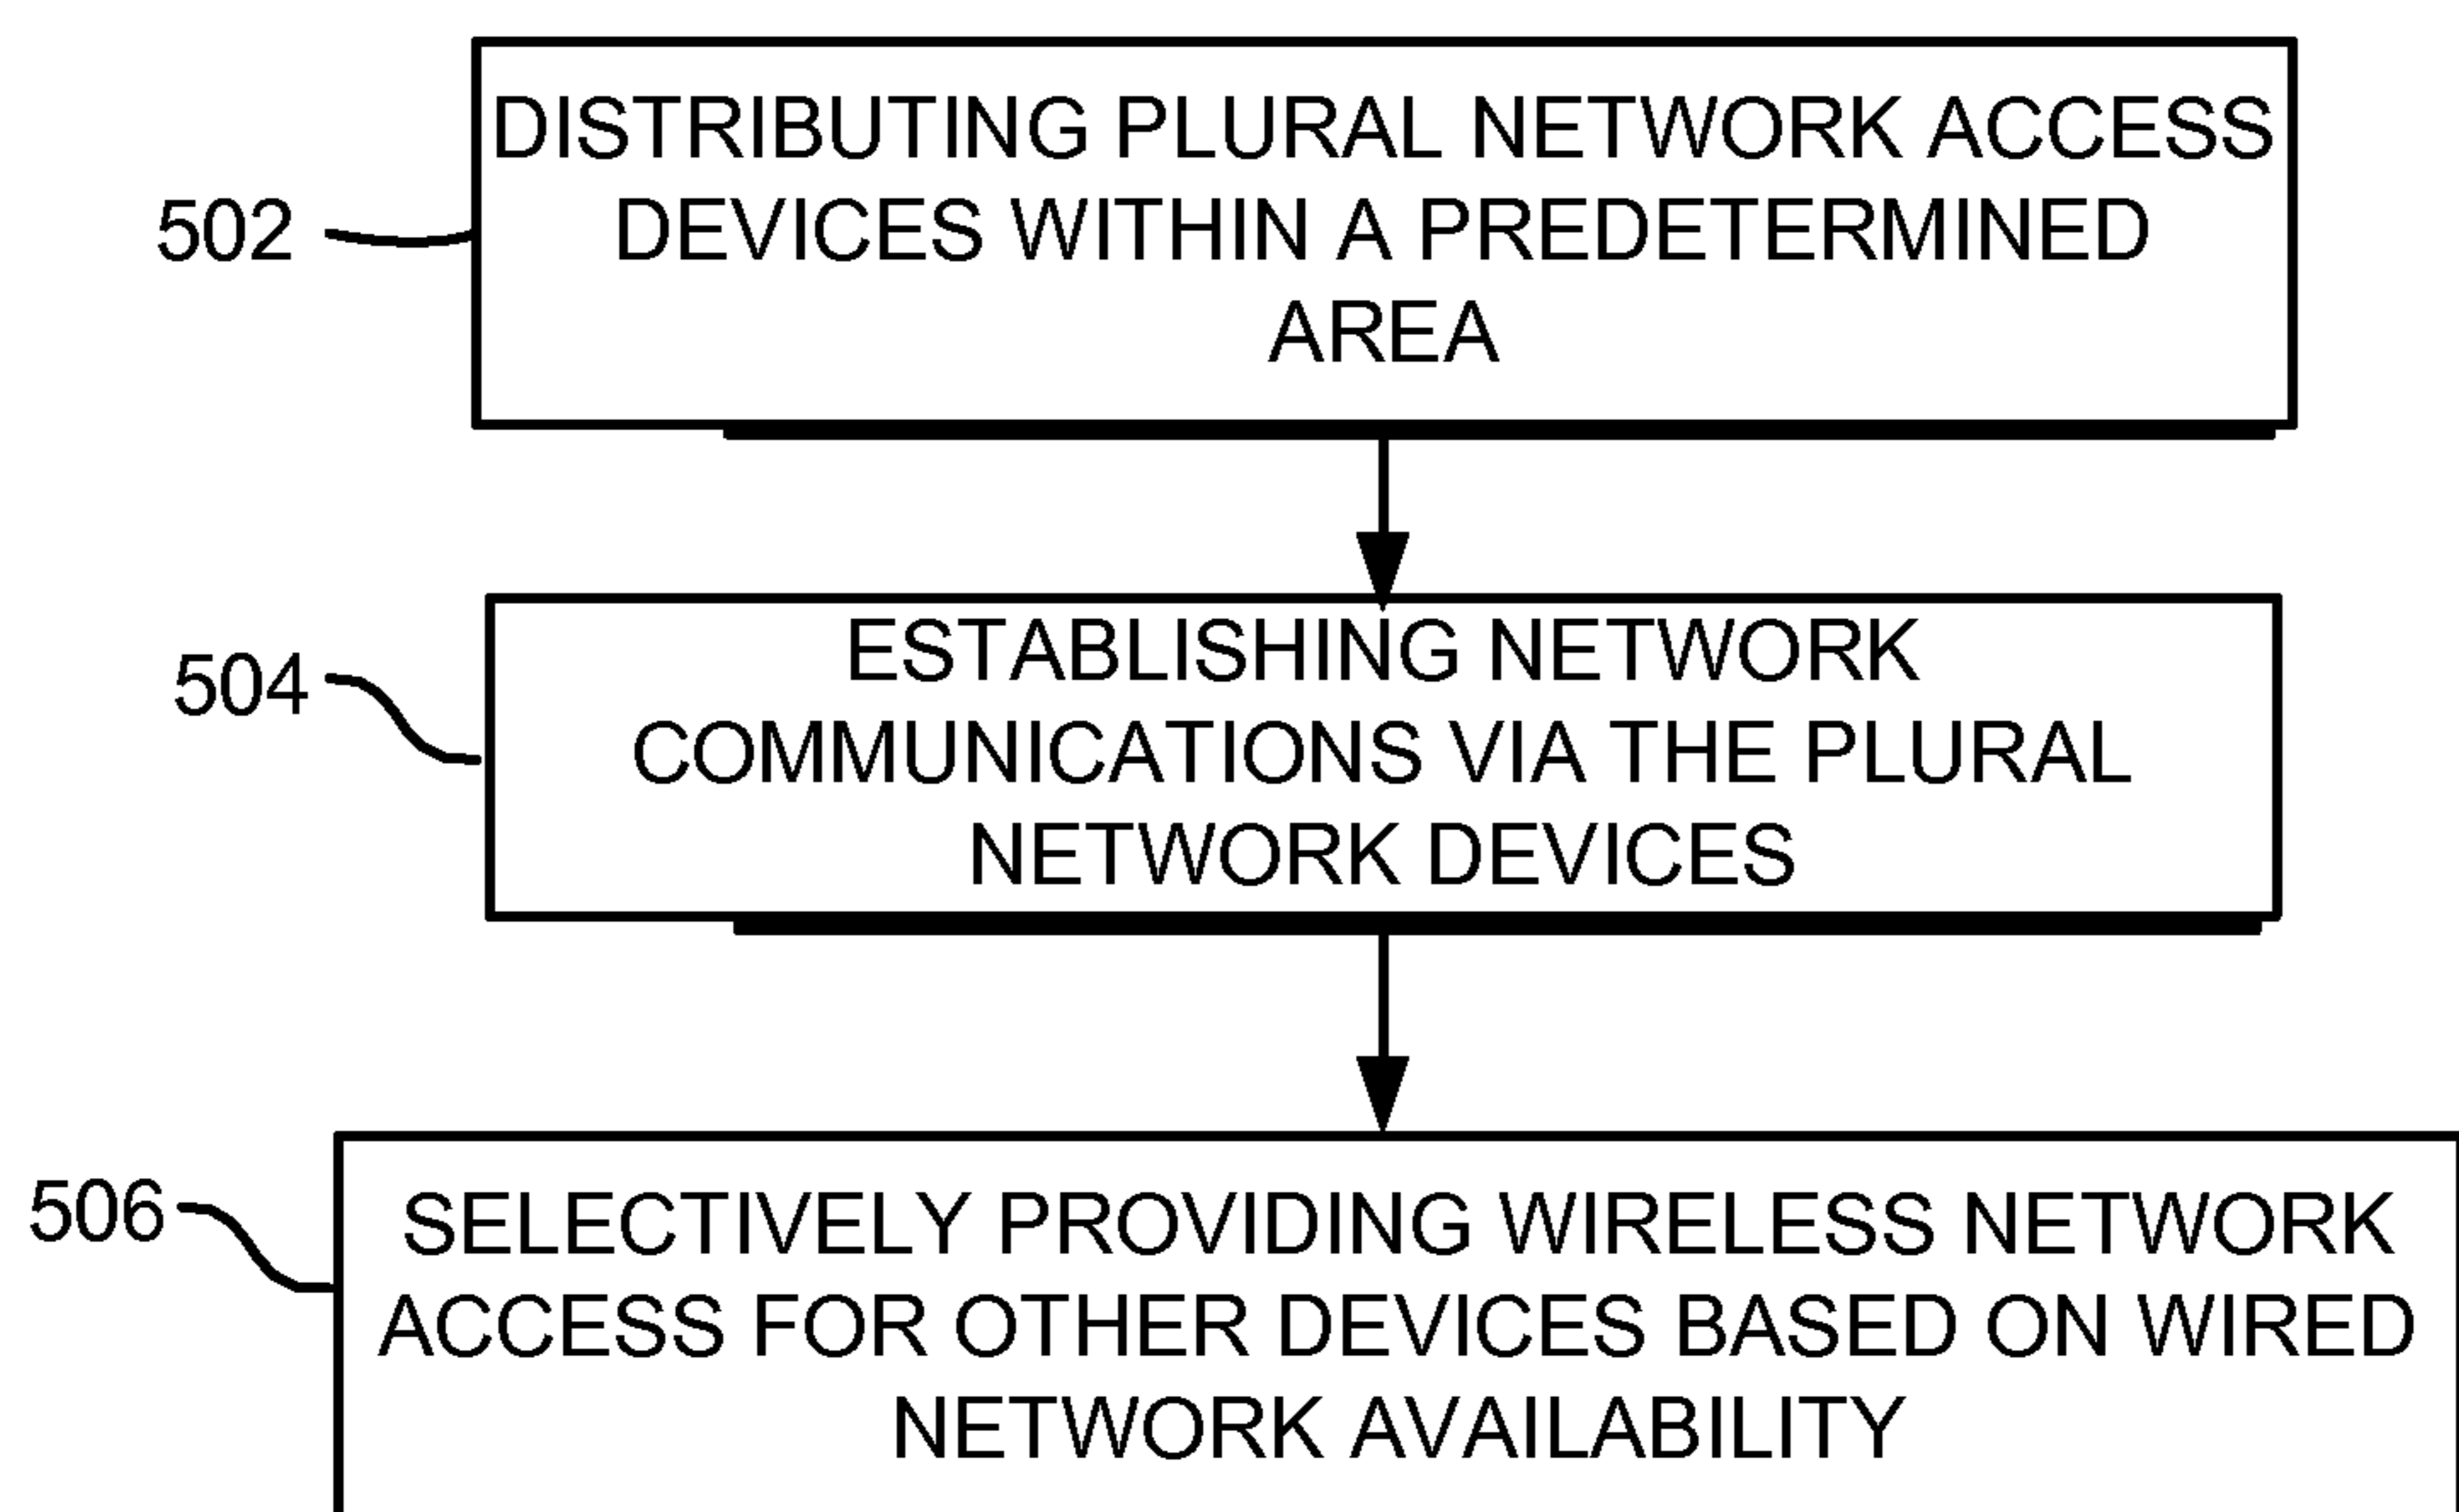 502
DISTRIBUTING PLURAL NETWORK ACCESS
DEVICES WITHIN A PREDETERMINED
AREA
504
ESTABLISHING NETWORK
COMMUNICATIONS VIA THE PLURAL
NETWORK DEVICES
506
SELECTIVELY PROVIDING WIRELESS NETWORK
ACCESS FOR OTHER DEVICES BASED ON WIRED
NETWORK AVAILABILITY